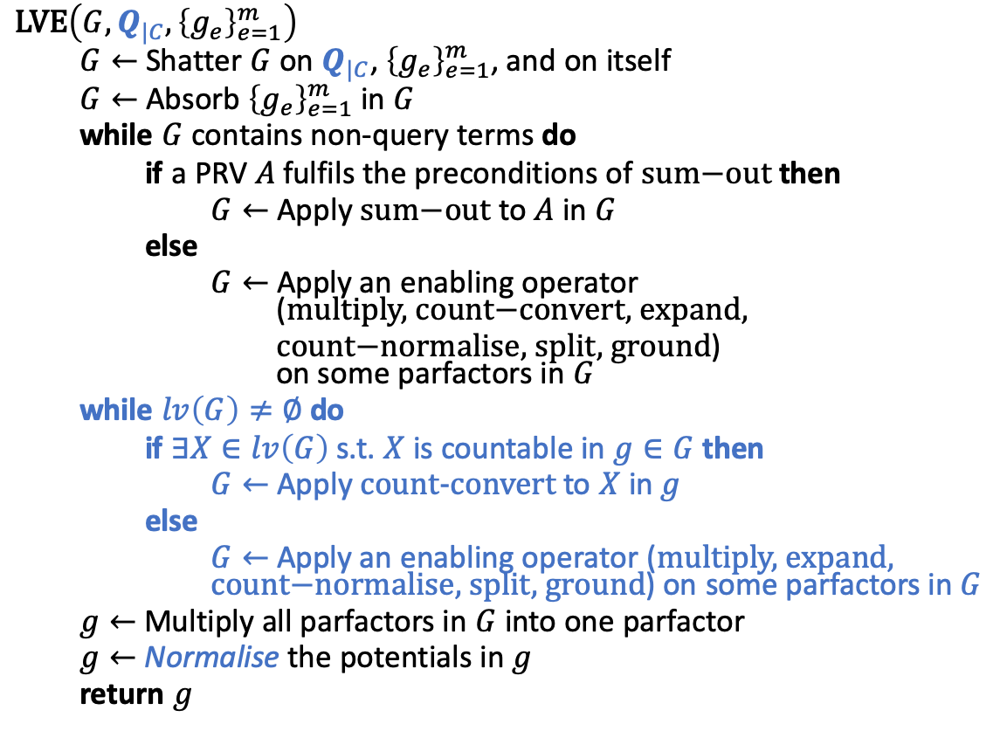 LVE(G, Q|C, {gₑ}ᵐₑ₌₁)
G ← Shatter G on Q|C, {gₑ}ᵐₑ₌₁, and on itself
G ← Absorb {gₑ}ᵐₑ₌₁ in G
while G contains non-query terms do
if a PRV A fulfils the preconditions of sum−out then
G ← Apply sum−out to A in G
else
G ← Apply an enabling operator
(multiply, count−convert, expand,
count−normalise, split, ground)
on some parfactors in G
while lv(G) ≠ ∅ do
if ∃X ∈ lv(G) s.t. X is countable in g ∈ G then
G ← Apply count-convert to X in g
else
G ← Apply an enabling operator (multiply, expand,
count−normalise, split, ground) on some parfactors in G
g ← Multiply all parfactors in G into one parfactor
g ← Normalise the potentials in g
return g